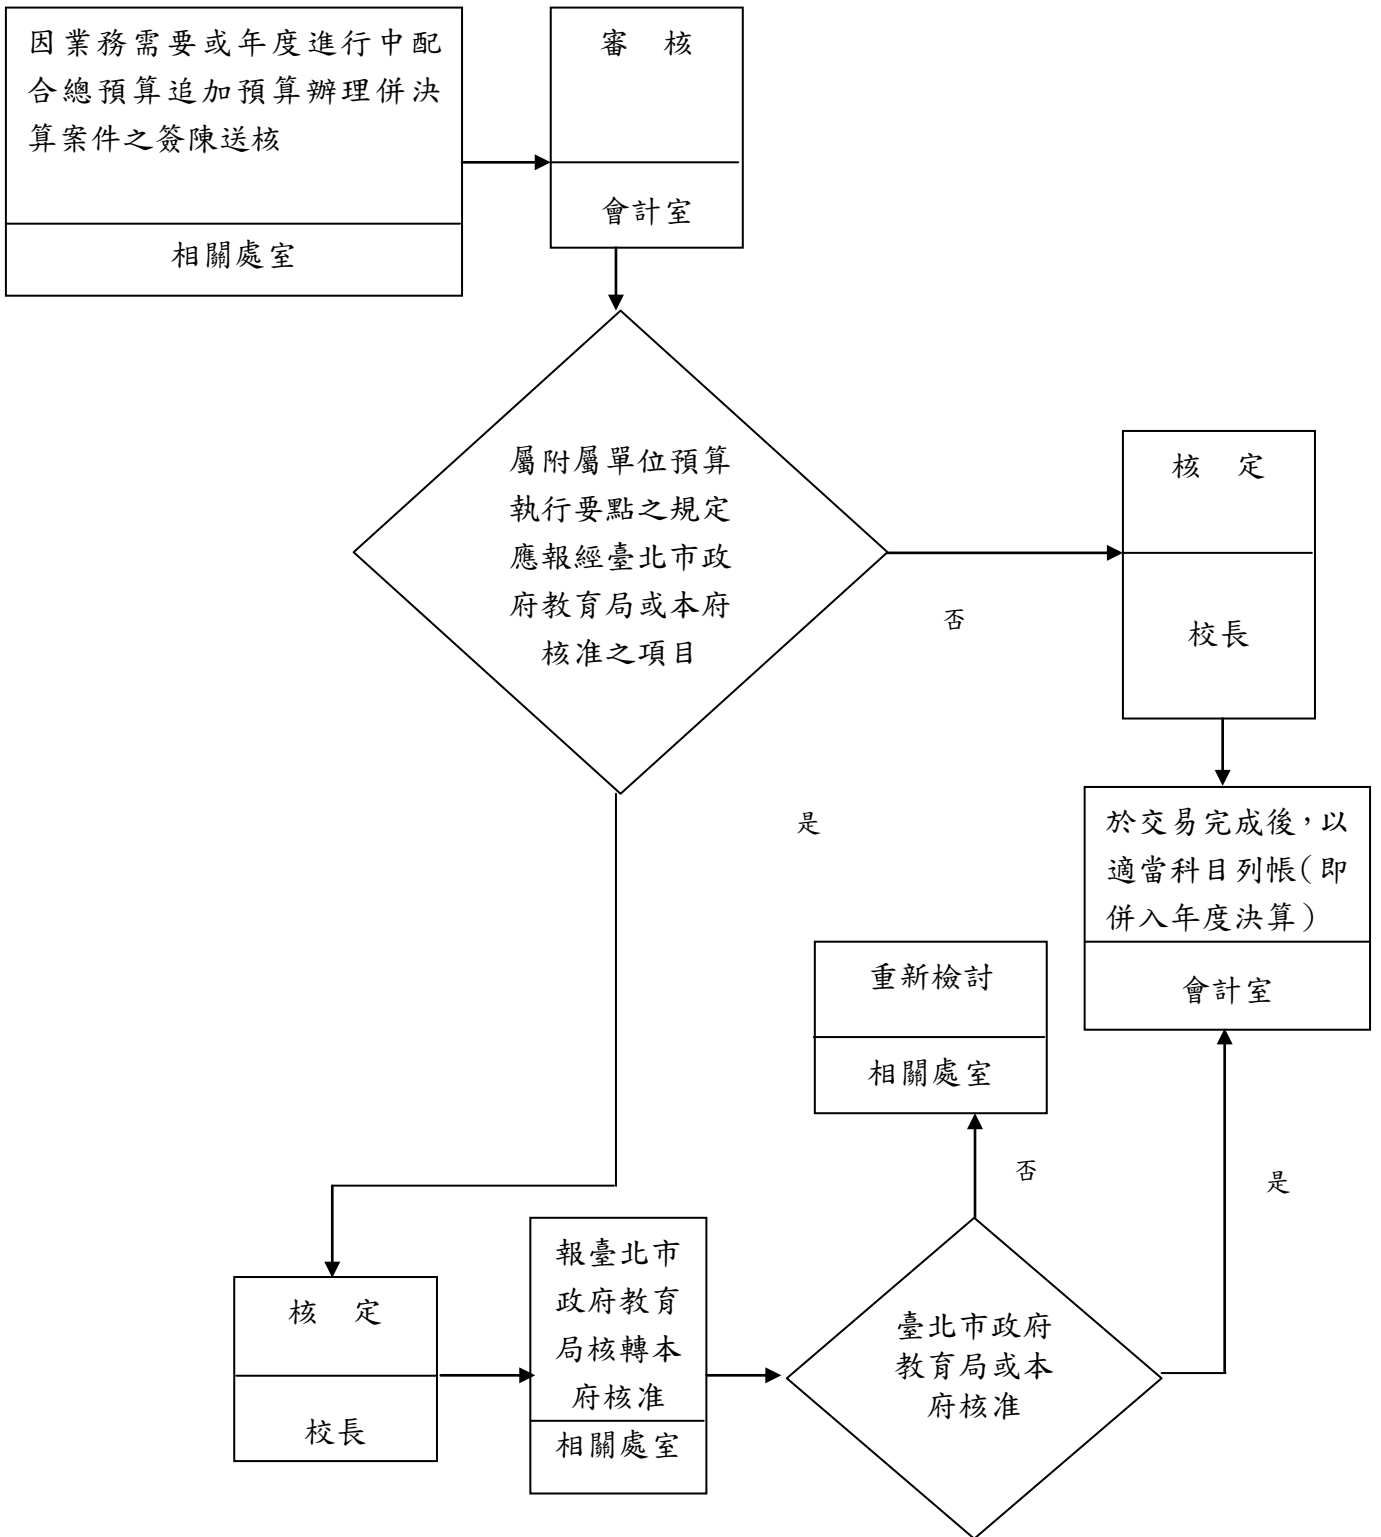 因業務需要或年度進行中配
合總預算追加預算辦理併決
算案件之簽陳送核
相關處室
審 核
會計室
屬附屬單位預算
執行要點之規定
應報經臺北市政
府教育局或本府
核准之項目
否
核 定
校長
是
於交易完成後，以
適當科目列帳(即
併入年度決算)
會計室
重新檢討
相關處室
否
是
核 定
校長
報臺北市
政府教育
局核轉本
府核准
相關處室
臺北市政府
教育局或本
府核准